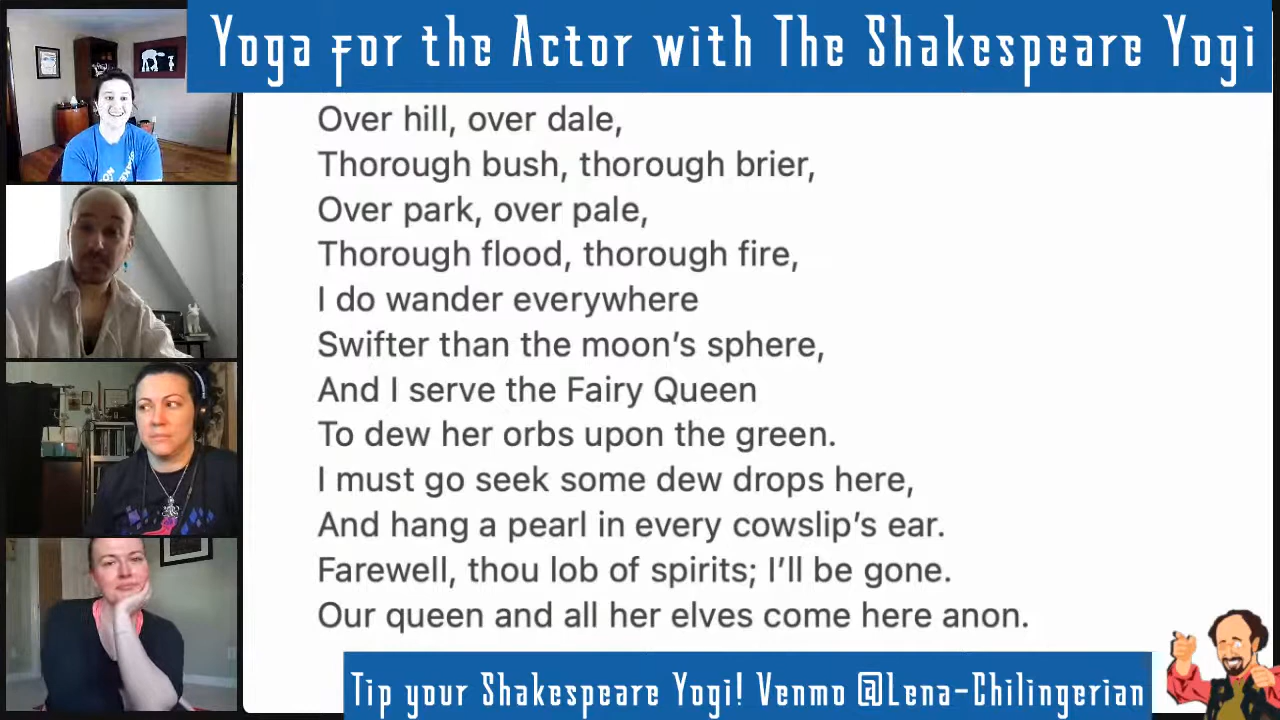 Yoga for the Actor with The Shakespeare Yogi
Over hill, over dale,
Thorough bush, thorough brier,
Over park, over pale,
Thorough flood, thorough fire,
I do wander everywhere
Swifter than the moon’s sphere,
And I serve the Fairy Queen
To dew her orbs upon the green.
I must go seek some dew drops here,
And hang a pearl in every cowslip’s ear.
Farewell, thou lob of spirits; I’ll be gone.
Our queen and all her elves come here anon.
Tip your Shakespeare Yogi! Venmo @Lena-Chilingerian